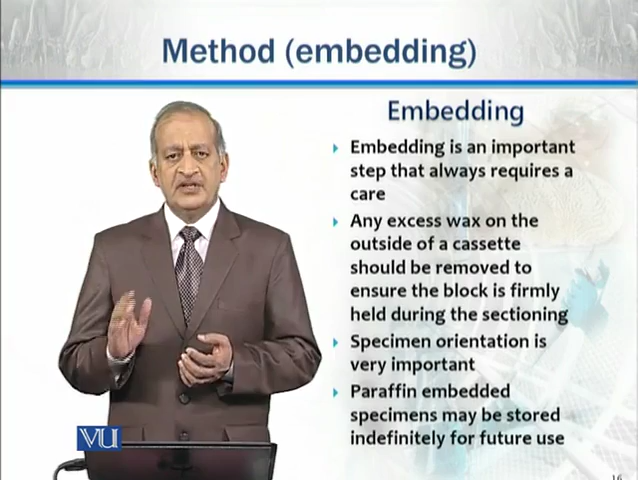 Method (embedding)
Embedding
Embedding is an important
step that always requires a
care
Any excess wax on the
outside of a cassette
should be removed to
ensure the block is firmly
held during the sectioning
Specimen orientation is
very important
Paraffin embedded
specimens may be stored
indefinitely for future use
VU
16